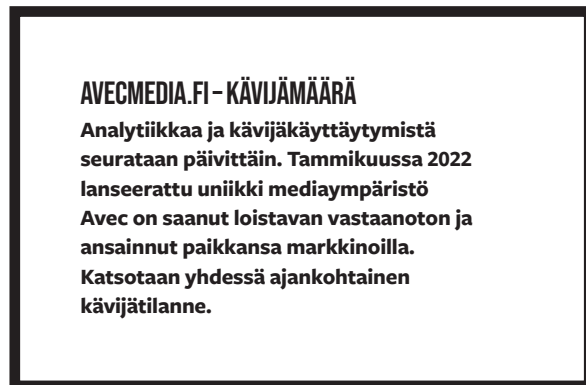 AVECMEDIA.FI – KÄVIJÄMÄÄRÄ
Analytiikkaa ja kävijäkäyttäytymistä
seurataan päivittäin. Tammikuussa 2022
lanseerattu uniikki mediaympäristö
Avec on saanut loistavan vastaanoton ja
ansainnut paikkansa markkinoilla.
Katsotaan yhdessä ajankohtainen
kävijätilanne.